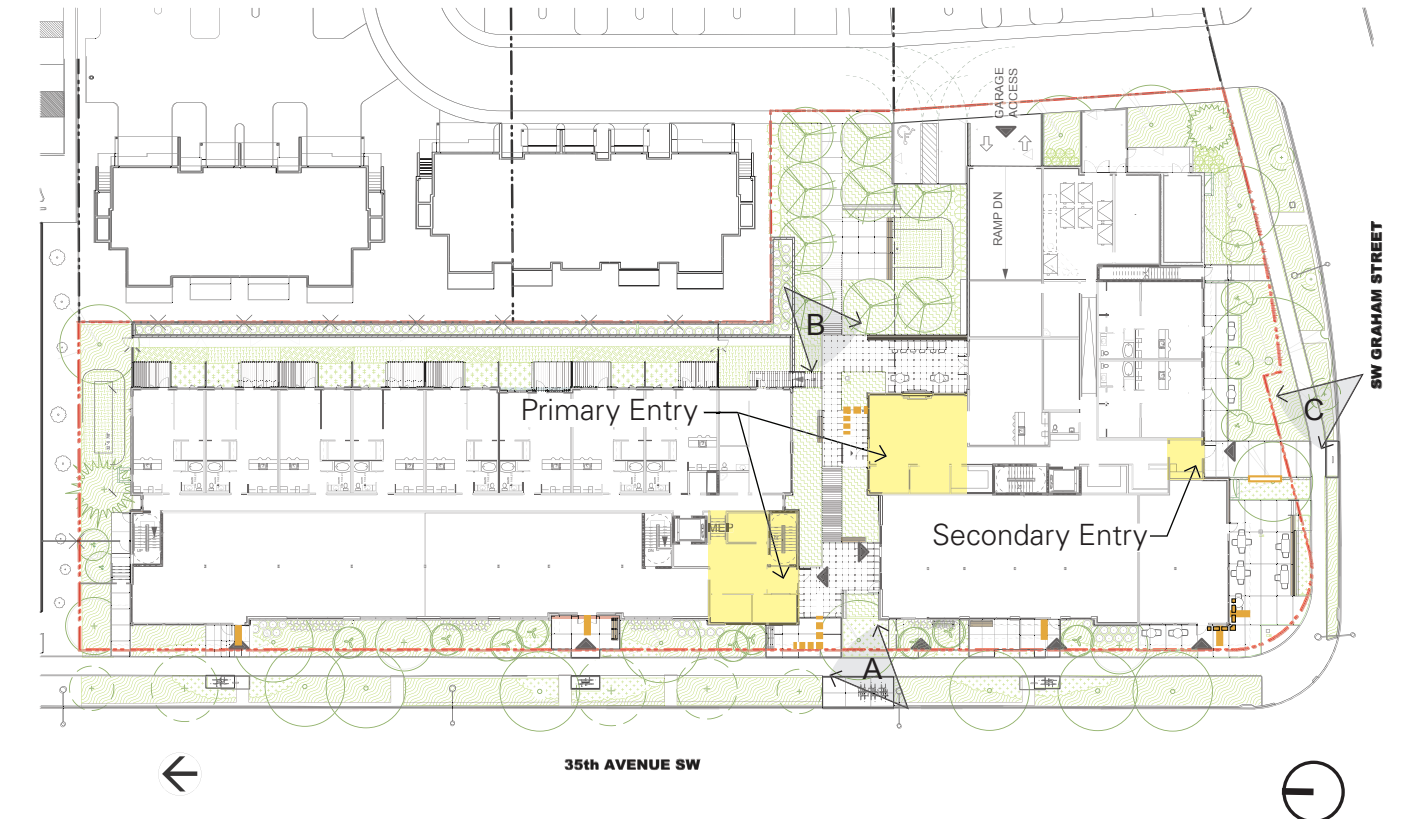 GARAGE
ACCESS
RAMP DN
SW GRAHAM STREET
B
C
Primary Entry
MEP
Secondary Entry
A
35th AVENUE SW